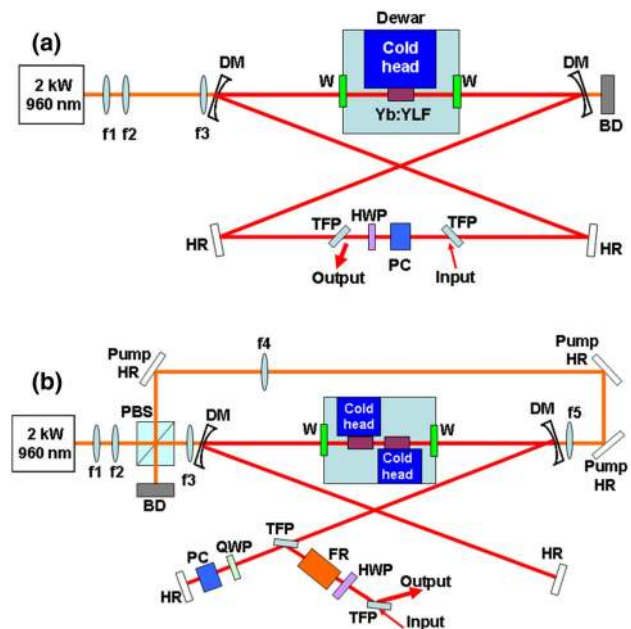 (a)
Dewar
Cold
head
2 kW
960 nm
DM
W
W
DM
f1
f2
f3
Yb:YLF
BD
HR
TFP
HWP
TFP
HR
PC
Output
Input
(b)
Pump
HR
f4
Pump
HR
2 kW
960 nm
PBS
DM
Cold
head
W
W
Cold
head
DM
f5
f1
f2
f3
BD
Pump
HR
PC
QWP
TFP
FR
HWP
Output
HR
HR
TFP
Input